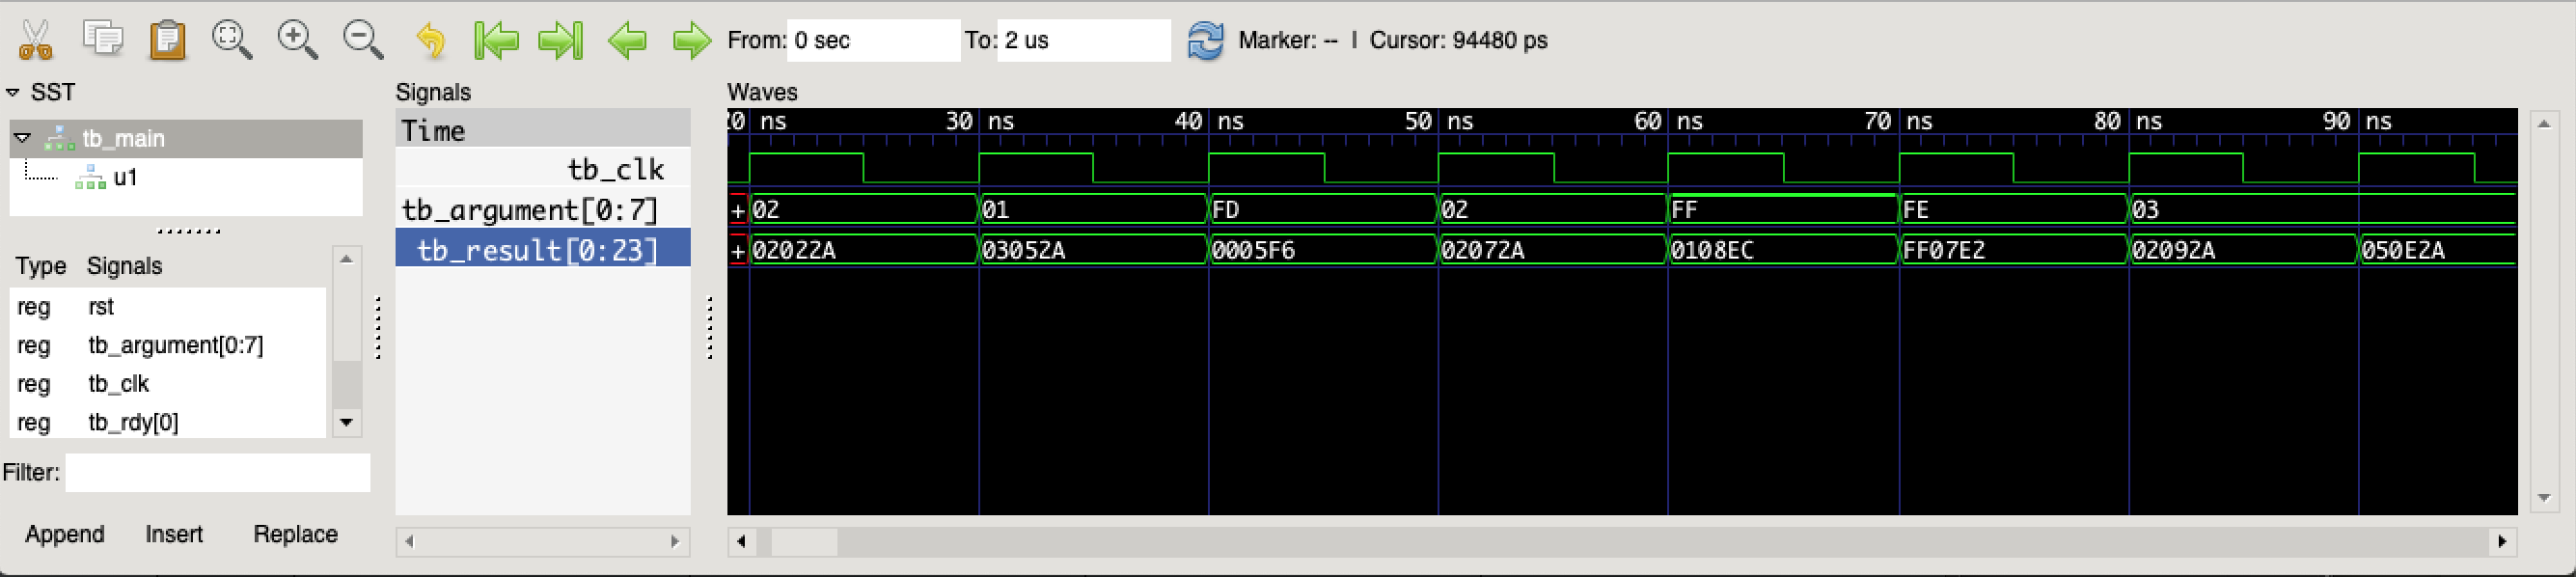 From: 0 sec To: 2 us Marker: -- | Cursor: 94480 ps
SST
tb_main
u1
Type Signals
reg rst
reg tb_argument[0:7]
reg tb_clk
reg tb_rdy[0]
Filter:
Append Insert Replace
Signals
Time
tb_clk
tb_argument[0:7]
tb_result[0:23]
Waves
20 ns 30 ns 40 ns 50 ns 60 ns 70 ns 80 ns 90 ns
+ 02 01 FD 02 FF FE 03
+ 02022A 03052A 0005F6 02072A 0108EC FF07E2 02092A 050E2A